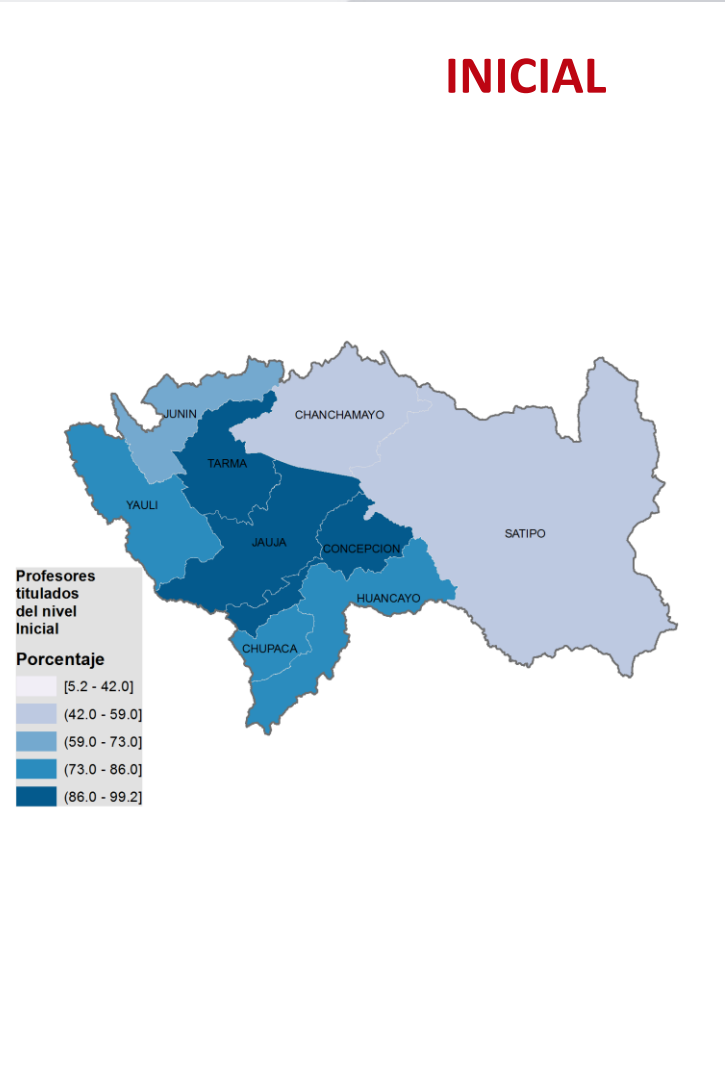 INICIAL
JUNIN
CHANCHAMAYO
TARMA
YAULI
SATIPO
JAUJA
CONCEPCION
HUANCAYO
CHUPACA
Profesores
titulados
del nivel
Inicial
Porcentaje
[5.2 - 42.0]
(42.0 - 59.0]
(59.0 - 73.0]
(73.0 - 86.0]
(86.0 - 99.2]